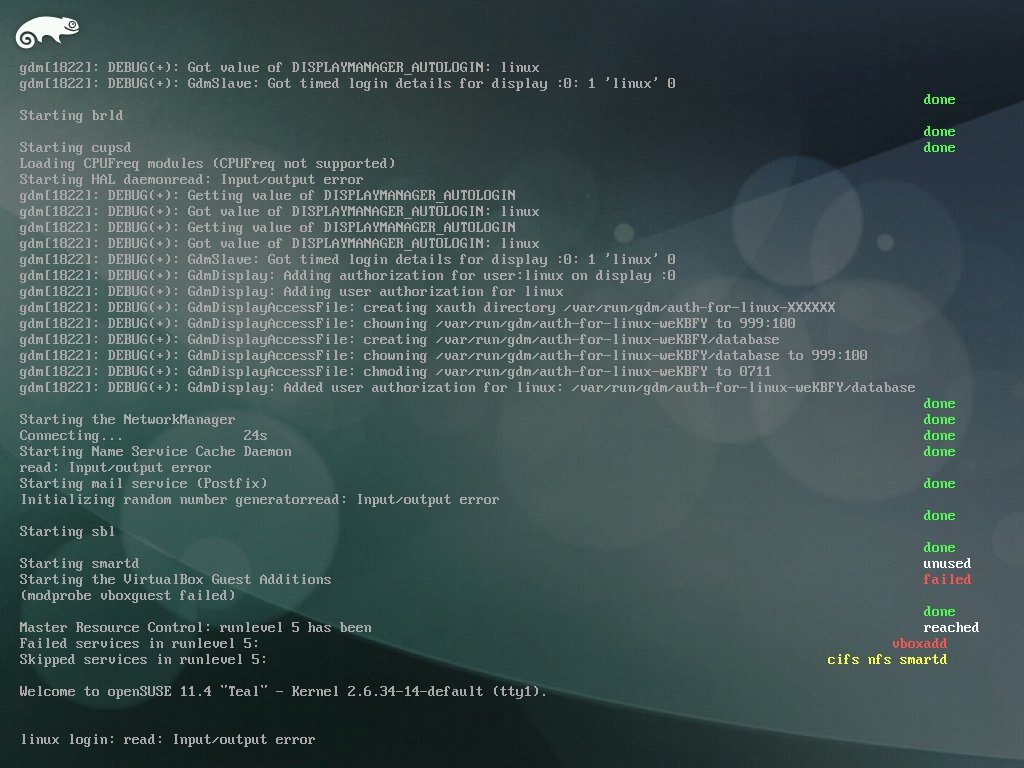 gdm[1822]: DEBUG(+): Got value of DISPLAYMANAGER_AUTOLOGIN: linux
gdm[1822]: DEBUG(+): GdmSlave: Got timed login details for display :0: 1 'linux' 0
done
Starting brld
done
Starting cupsd done
Loading CPUFreq modules (CPUFreq not supported)
Starting HAL daemonread: Input/output error
gdm[1822]: DEBUG(+): Getting value of DISPLAYMANAGER_AUTOLOGIN
gdm[1822]: DEBUG(+): Got value of DISPLAYMANAGER_AUTOLOGIN: linux
gdm[1822]: DEBUG(+): Getting value of DISPLAYMANAGER_AUTOLOGIN
gdm[1822]: DEBUG(+): Got value of DISPLAYMANAGER_AUTOLOGIN: linux
gdm[1822]: DEBUG(+): GdmSlave: Got timed login details for display :0: 1 'linux' 0
gdm[1822]: DEBUG(+): GdmDisplay: Adding authorization for user:linux on display :0
gdm[1822]: DEBUG(+): GdmDisplay: Adding user authorization for linux
gdm[1822]: DEBUG(+): GdmDisplayAccessFile: creating xauth directory /var/run/gdm/auth-for-linux-XXXXXX
gdm[1822]: DEBUG(+): GdmDisplayAccessFile: chowning /var/run/gdm/auth-for-linux-weKBFY to 999:100
gdm[1822]: DEBUG(+): GdmDisplayAccessFile: creating /var/run/gdm/auth-for-linux-weKBFY/database
gdm[1822]: DEBUG(+): GdmDisplayAccessFile: chowning /var/run/gdm/auth-for-linux-weKBFY/database to 999:100
gdm[1822]: DEBUG(+): GdmDisplayAccessFile: chmoding /var/run/gdm/auth-for-linux-weKBFY to 0711
gdm[1822]: DEBUG(+): GdmDisplay: Added user authorization for linux: /var/run/gdm/auth-for-linux-weKBFY/database
done
Starting the NetworkManager done
Connecting... 24s done
Starting Name Service Cache Daemon done
read: Input/output error
Starting mail service (Postfix) done
Initializing random number generatorread: Input/output error
done
Starting sbl
done
Starting smartd unused
Starting the VirtualBox Guest Additions failed
(modprobe vboxguest failed)
done
Master Resource Control: runlevel 5 has been reached
Failed services in runlevel 5: vboxadd
Skipped services in runlevel 5: cifs nfs smartd
Welcome to openSUSE 11.4 "Teal" - Kernel 2.6.34-14-default (tty1).
linux login: read: Input/output error